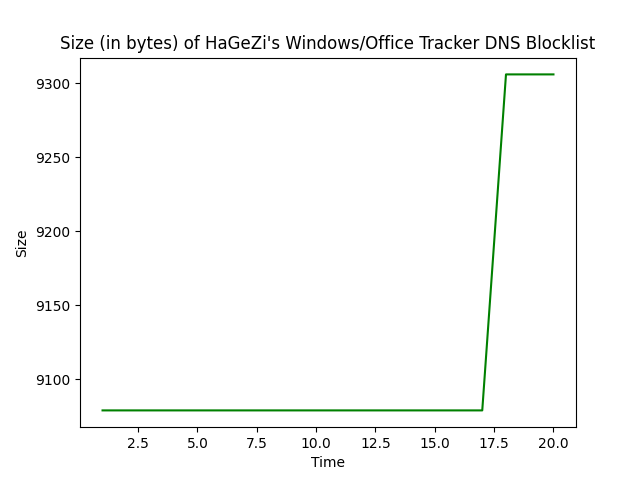 Size (in bytes) of HaGeZi's Windows/Office Tracker DNS Blocklist
9300
9250
9200
9150
9100
Size
2.5 5.0 7.5 10.0 12.5 15.0 17.5 20.0
Time